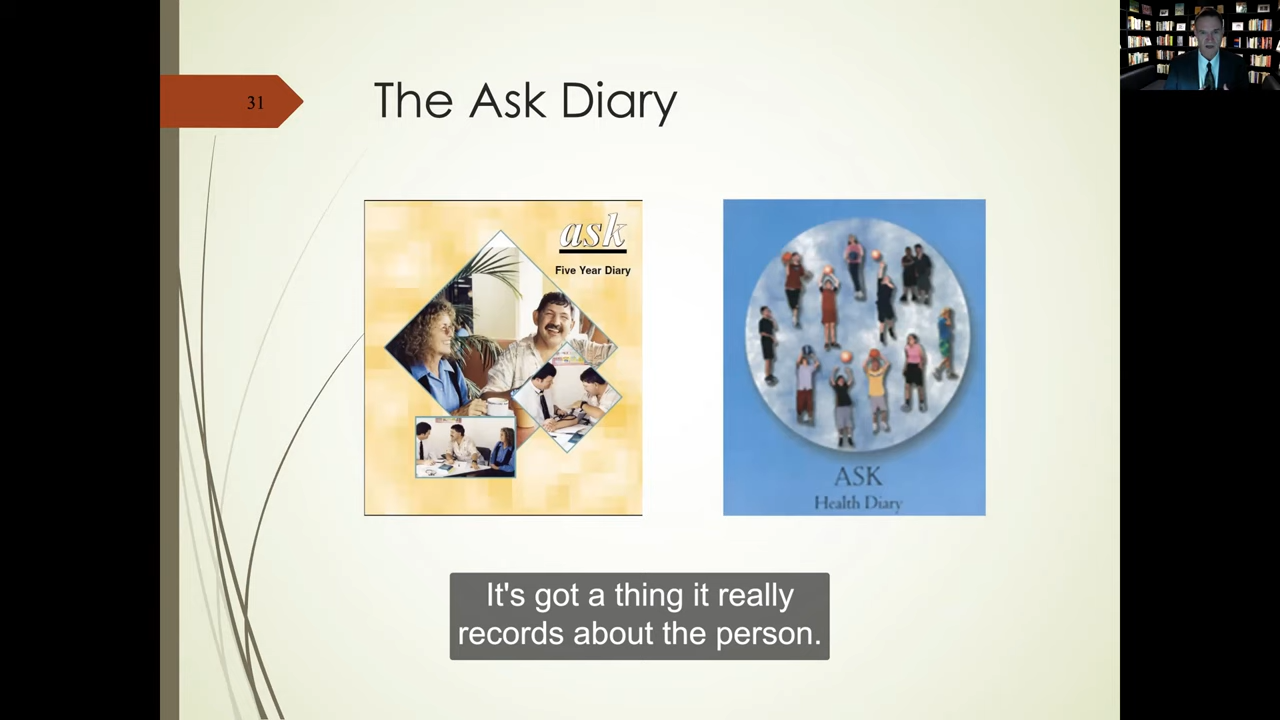 31
The Ask Diary
ask
Five Year Diary
ASK
Health Diary
It's got a thing it really
records about the person.